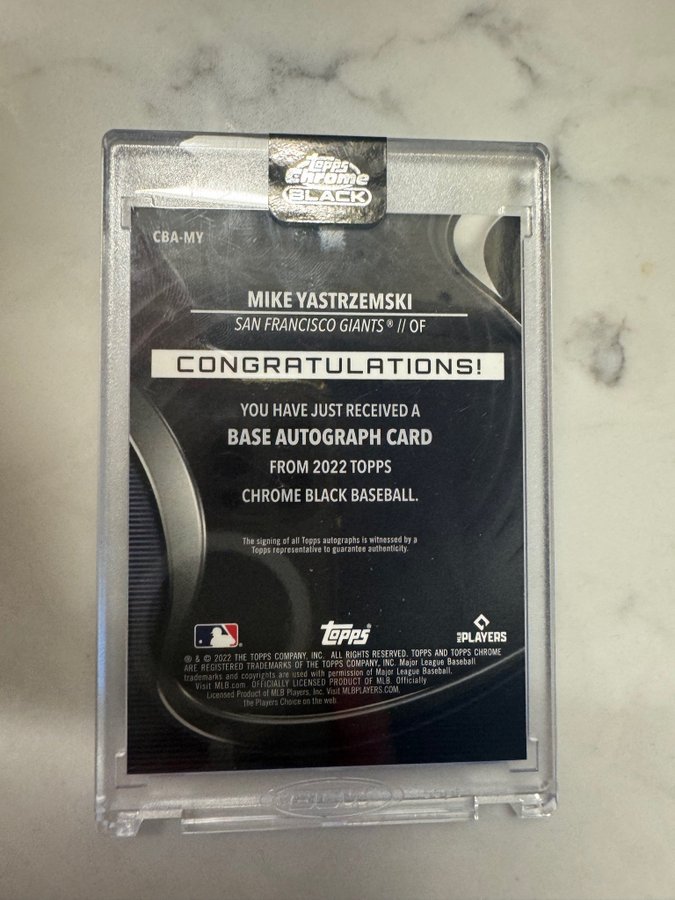 Topps
Chrome
BLACK
CBA-MY
MIKE YASTRZEMSKI
SAN FRANCISCO GIANTS® // OF
CONGRATULATIONS!
YOU HAVE JUST RECEIVED A
BASE AUTOGRAPH CARD
FROM 2022 TOPPS
CHROME BLACK BASEBALL.
The signing of all Topps autographs is witnessed by a
Topps representative to guarantee authenticity.
Topps
MLB PLAYERS
® & © 2022 THE TOPPS COMPANY, INC. ALL RIGHTS RESERVED. TOPPS AND TOPPS CHROME
ARE REGISTERED TRADEMARKS OF THE TOPPS COMPANY, INC. Major League Baseball
trademarks and copyrights are used with permission of Major League Baseball.
Visit MLB.com. OFFICIALLY LICENSED PRODUCT OF MLB. Officially
Licensed Product of MLB Players, Inc. Visit MLBPLAYERS.COM,
the Players Choice on the web.